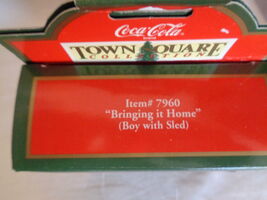 Coca-Cola
TOWN SQUARE
COLLECTION
Item# 7960
"Bringing it Home"
(Boy with Sled)